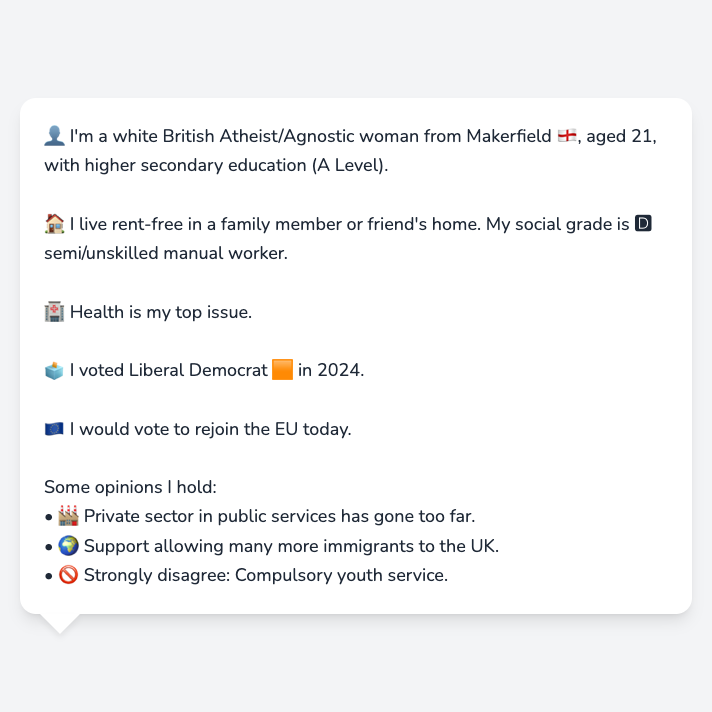 👤 I'm a white British Atheist/Agnostic woman from Makerfield 🏴󠁧󠁢󠁥󠁮󠁧󠁿, aged 21,
with higher secondary education (A Level).
🏠 I live rent-free in a family member or friend's home. My social grade is 🅳
semi/unskilled manual worker.
🏥 Health is my top issue.
🗳️ I voted Liberal Democrat 🟧 in 2024.
🇪🇺 I would vote to rejoin the EU today.
Some opinions I hold:
• 🏭 Private sector in public services has gone too far.
• 🌍 Support allowing many more immigrants to the UK.
• 🚫 Strongly disagree: Compulsory youth service.